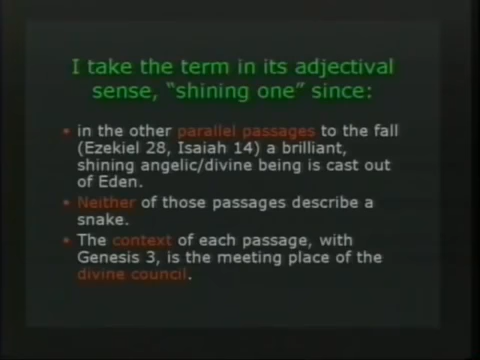 I take the term in its adjectival
sense, “shining one” since:
• in the other parallel passages to the fall
(Ezekiel 28, Isaiah 14) a brilliant,
shining angelic/divine being is cast out
of Eden.
• Neither of those passages describe a
snake.
• The context of each passage, with
Genesis 3, is the meeting place of the
divine council.